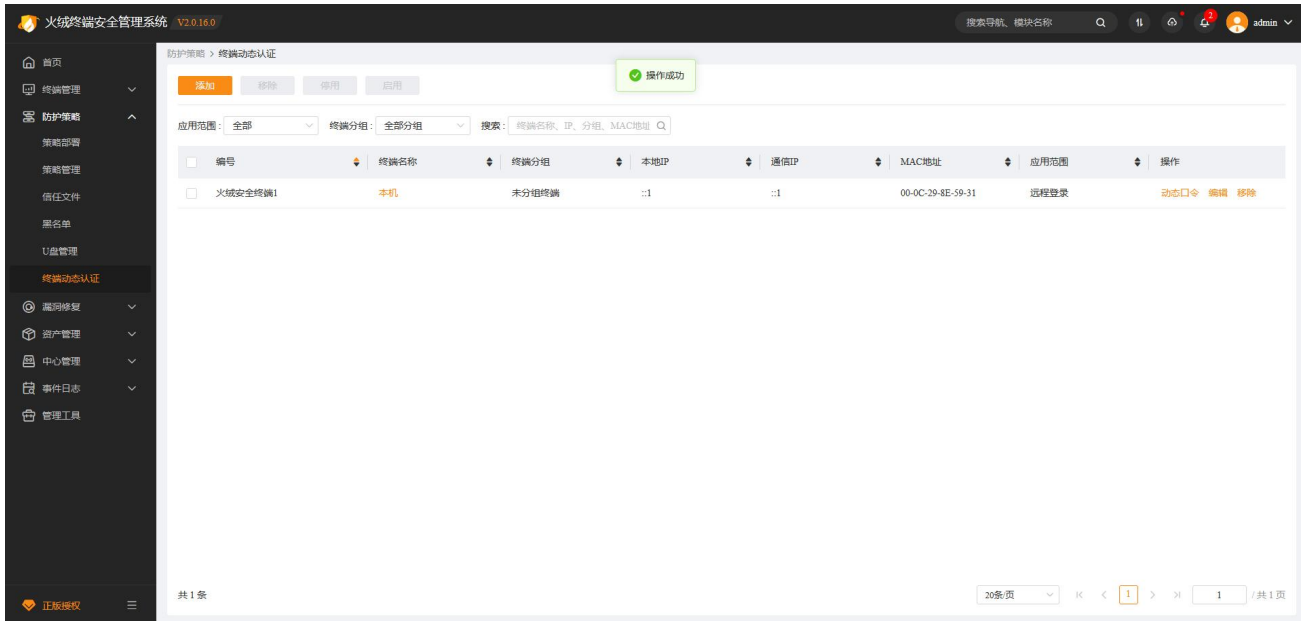 火绒终端安全管理系统 V2.0.16.0 搜索导航、模块名称 2 admin
首页
终端管理
防护策略
策略部署
策略管理
信任文件
黑名单
U盘管理
终端动态认证
漏洞修复
资产管理
中心管理
事件日志
管理工具
正版授权
防护策略 > 终端动态认证
操作成功
添加 移除 停用 启用
应用范围: 全部 终端分组: 全部分组 搜索: 终端名称、IP、分组、MAC地址
编号 终端名称 终端分组 本地IP 通信IP MAC地址 应用范围 操作
火绒安全终端1 本机 未分组终端 ::1 ::1 00-0C-29-8E-59-31 远程登录 动态口令 编辑 移除
共 1 条 20条/页 1 1 / 共 1 页